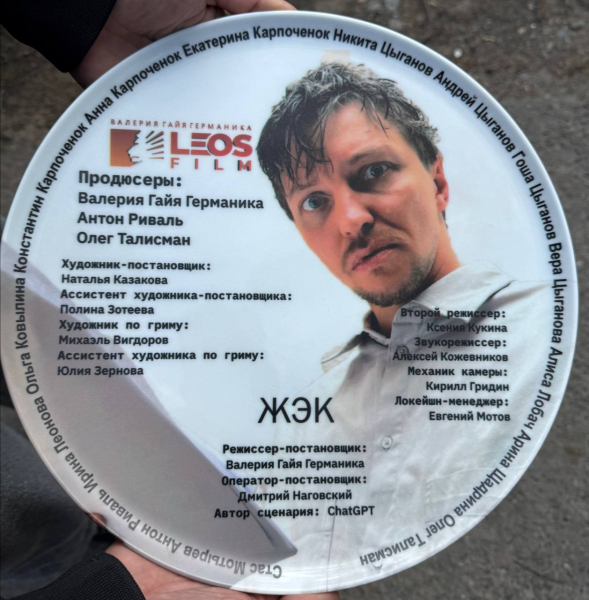 Стас Мотырев Антон Риваль Ирина Леонова Ольга Ковылина Константин Карпоченок Анна Карпоченок Екатерина Карпоченок Никита Цыганов Андрей Цыганов Гоша Цыганов Вера Цыганова Алиса Лобач Арина Щадрина Олег Талисман
ВАЛЕРИЯ ГАЙЯ ГЕРМАНИКА
LEOS
FILM
Продюсеры:
Валерия Гайя Германика
Антон Риваль
Олег Талисман
Художник-постановщик:
Наталья Казакова
Ассистент художника-постановщика:
Полина Зотеева
Художник по гриму:
Михаэль Вигдоров
Ассистент художника по гриму:
Юлия Зернова
Второй режиссер:
Ксения Кукина
Звукорежиссер:
Алексей Кожевников
Механик камеры:
Кирилл Гридин
Локейшн-менеджер:
Евгений Мотов
ЖЭК
Режиссер-постановщик:
Валерия Гайя Германика
Оператор-постановщик:
Дмитрий Наговский
Автор сценария: ChatGPT